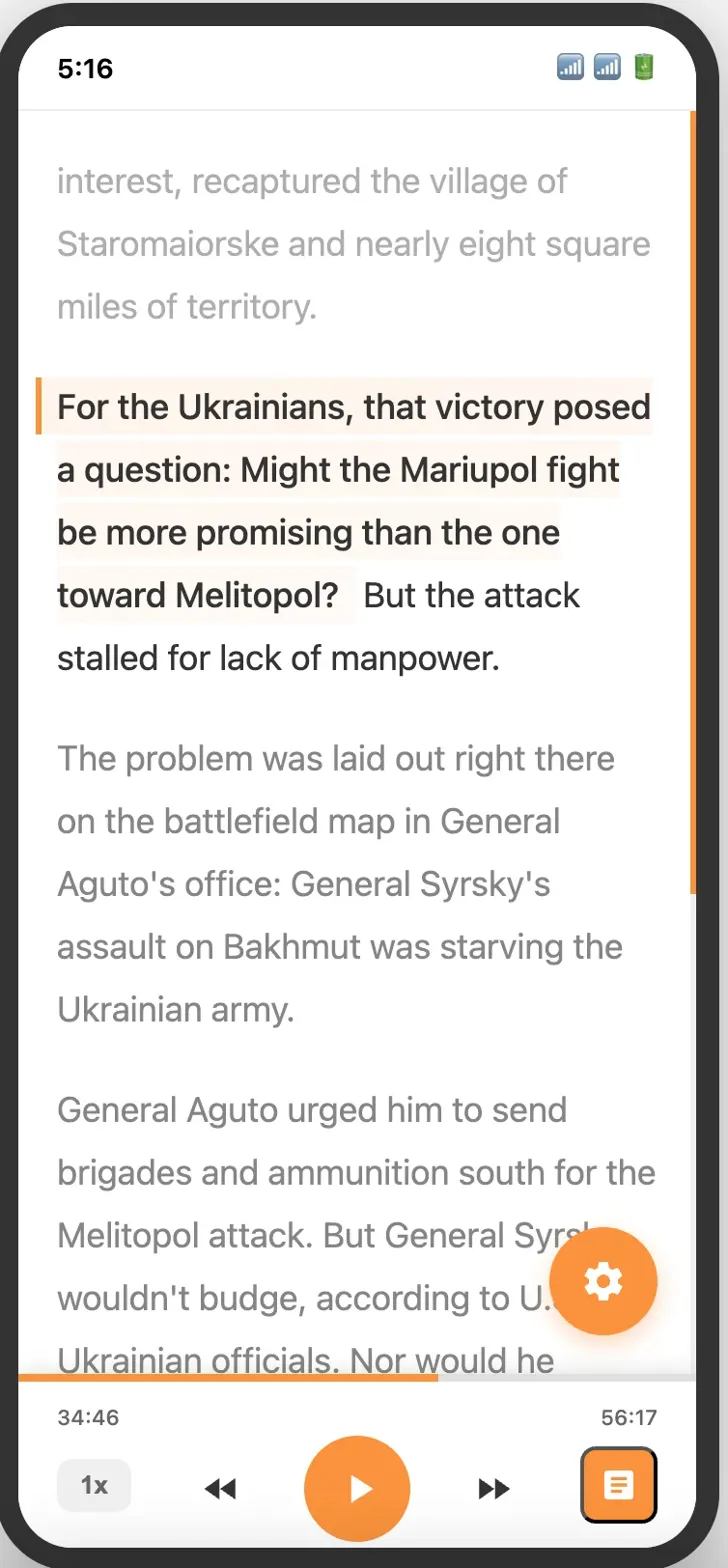 5:16
interest, recaptured the village of
Staromaiorske and nearly eight square
miles of territory.
For the Ukrainians, that victory posed
a question: Might the Mariupol fight
be more promising than the one
toward Melitopol? But the attack
stalled for lack of manpower.
The problem was laid out right there
on the battlefield map in General
Aguto's office: General Syrsky's
assault on Bakhmut was starving the
Ukrainian army.
General Aguto urged him to send
brigades and ammunition south for the
Melitopol attack. But General
wouldn't budge, according to
Ukrainian officials. Nor would he
34:46 56:17
1x